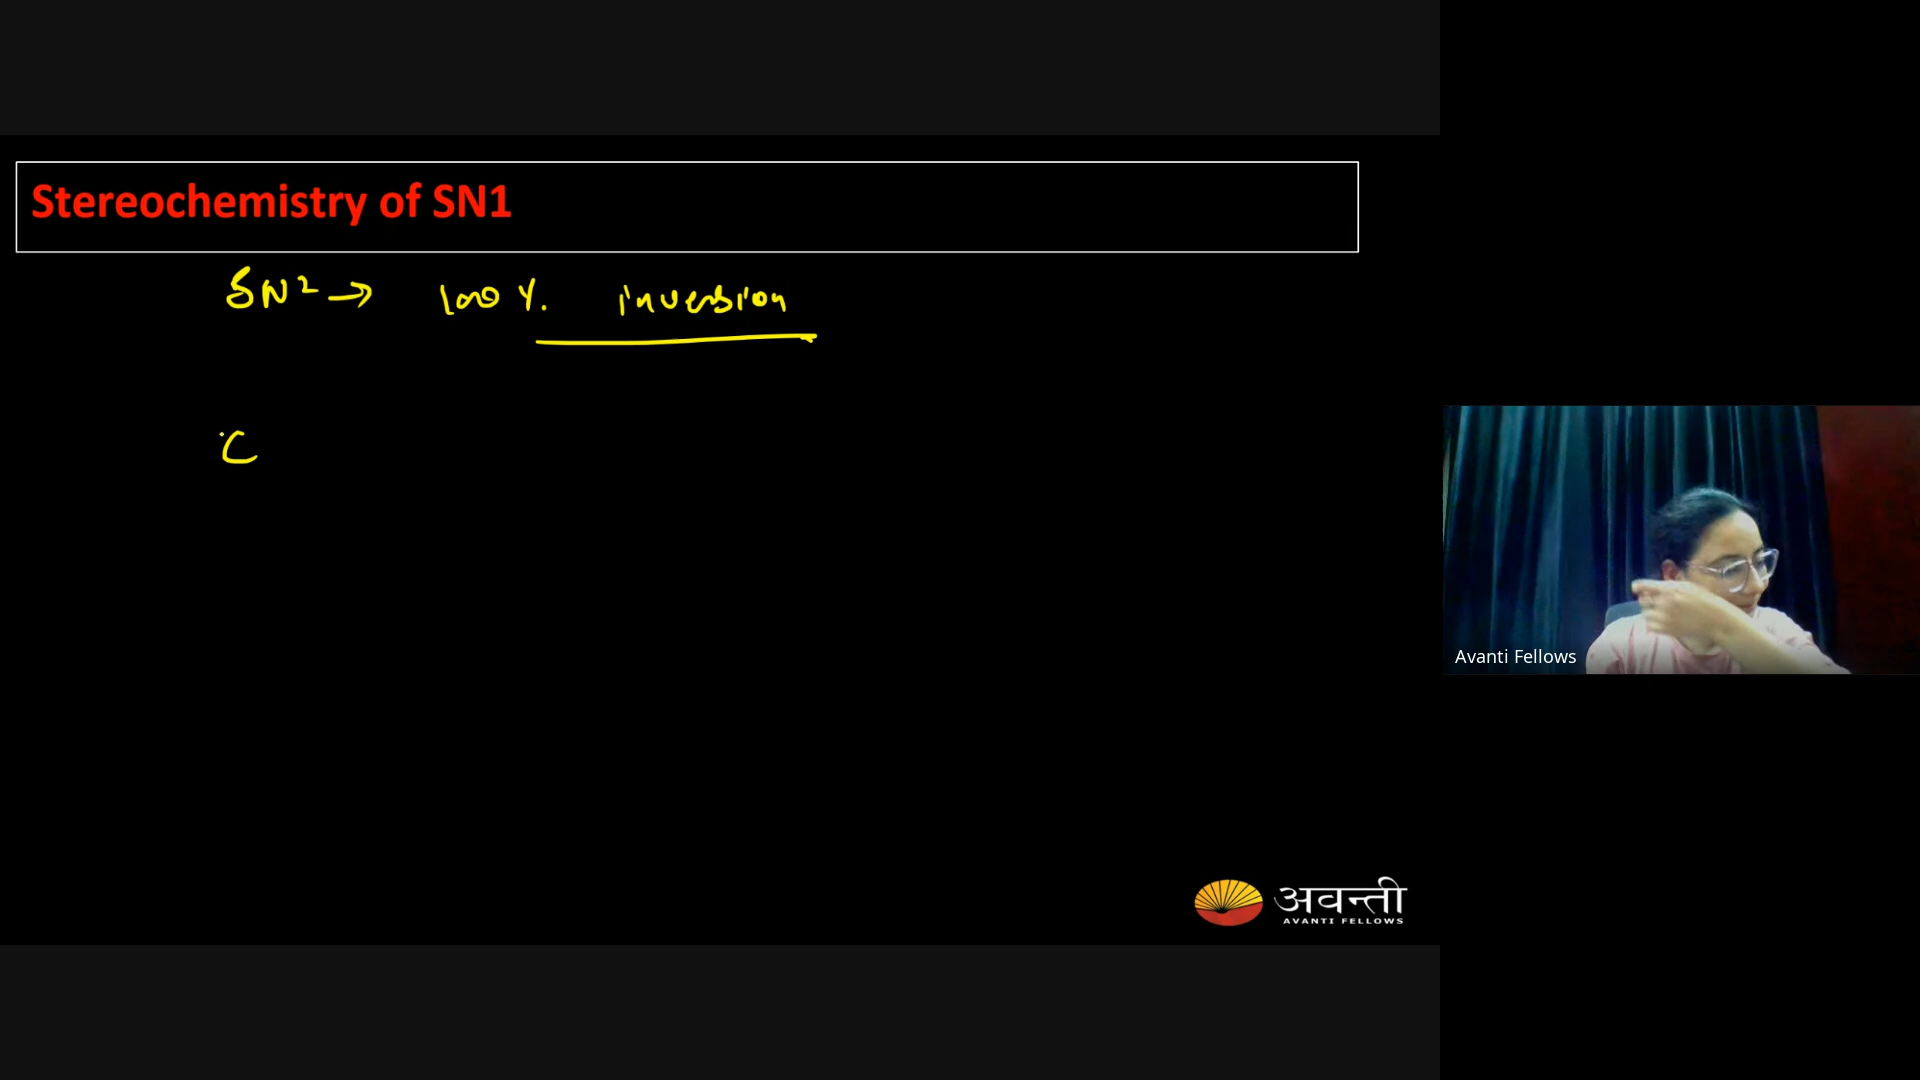 Stereochemistry of SN1
SN2 → 100 %. inversion
C
Avanti Fellows
अवन्ती
AVANTI FELLOWS